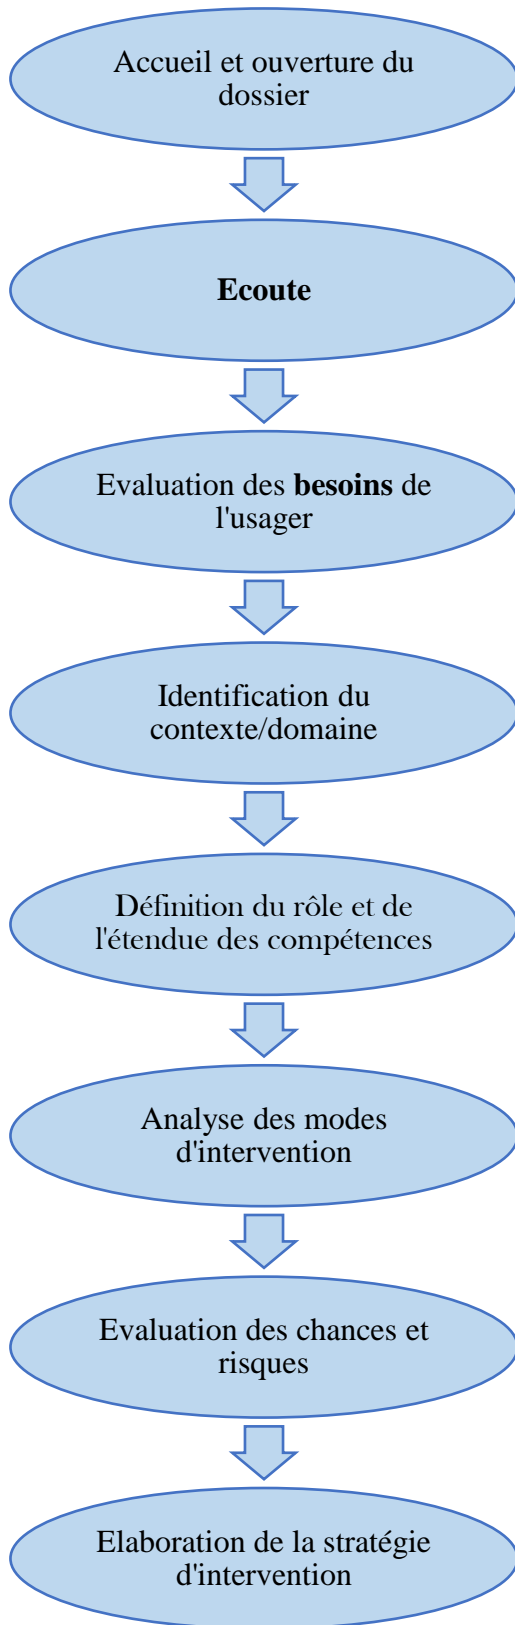 Accueil et ouverture du
dossier
Ecoute
Evaluation des besoins de
l'usager
Identification du
contexte/domaine
Définition du rôle et de
l'étendue des compétences
Analyse des modes
d'intervention
Evaluation des chances et
risques
Elaboration de la stratégie
d'intervention